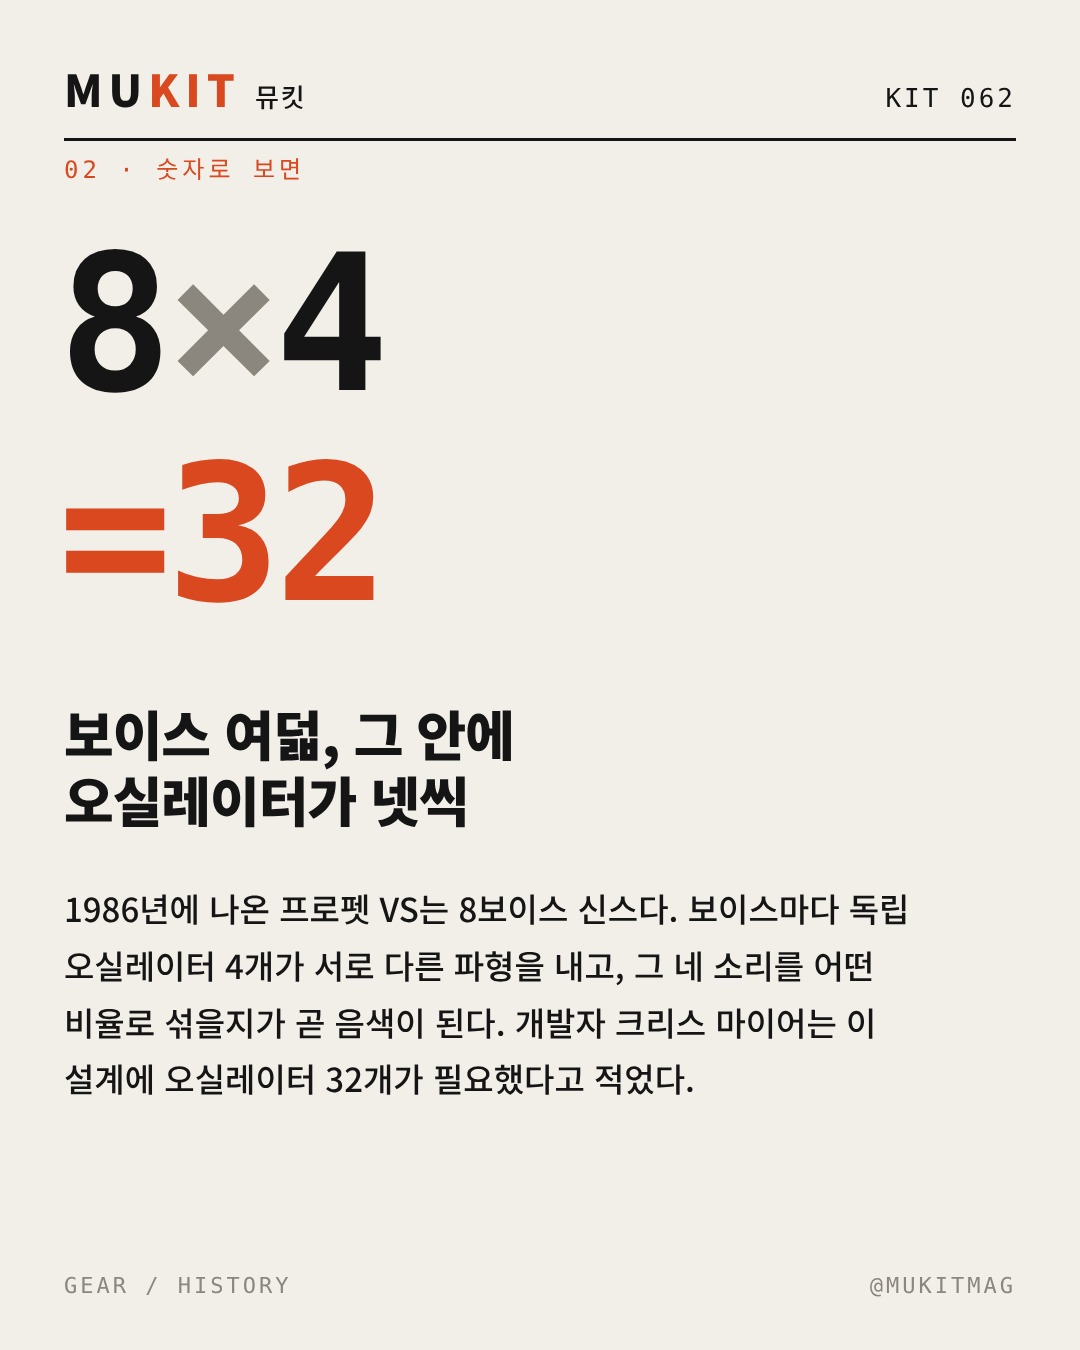 MUKIT 뮤킷
KIT 062
02 · 숫자로 보면
8×4
=32
보이스 여덟, 그 안에
오실레이터가 넷씩
1986년에 나온 프로펫 VS는 8보이스 신스다. 보이스마다 독립
오실레이터 4개가 서로 다른 파형을 내고, 그 네 소리를 어떤
비율로 섞을지가 곧 음색이 된다. 개발자 크리스 마이어는 이
설계에 오실레이터 32개가 필요했다고 적었다.
GEAR / HISTORY
@MUKITMAG